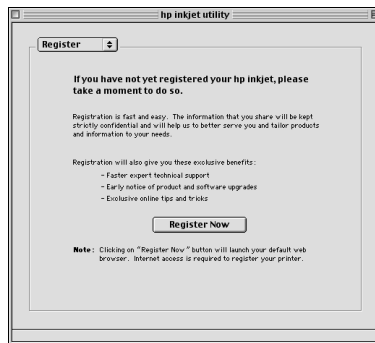 hp inkjet utility
Register
If you have not yet registered your hp inkjet, please
take a moment to do so.
Registration is fast and easy. The information that you share will be kept
strictly confidential and will help us to better serve you and tailor products
and information to your needs.
Registration will also give you these exclusive benefits:
- Faster expert technical support
- Early notice of product and software upgrades
- Exclusive online tips and tricks
Register Now
Note: Clicking on "Register Now" button will launch your default web
browser. Internet access is required to register your printer.